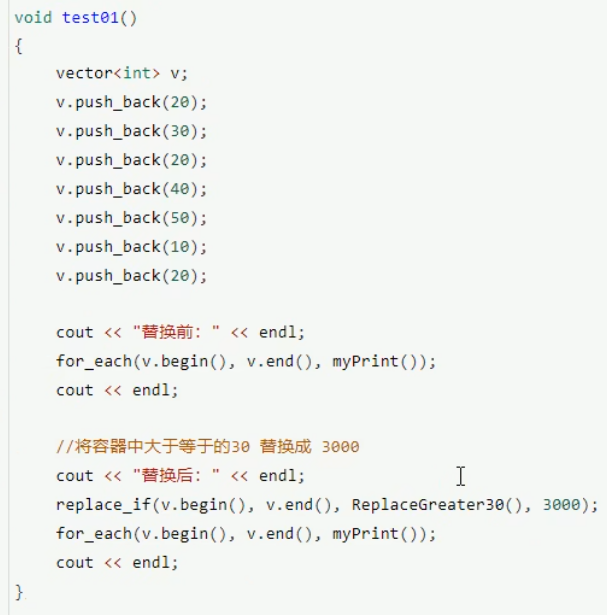 void test01()
{
vector<int> v;
v.push_back(20);
v.push_back(30);
v.push_back(20);
v.push_back(40);
v.push_back(50);
v.push_back(10);
v.push_back(20);
cout << "替换前：" << endl;
for_each(v.begin(), v.end(), myPrint());
cout << endl;
//将容器中大于等于的30 替换成 3000
cout << "替换后：" << endl;
replace_if(v.begin(), v.end(), ReplaceGreater30(), 3000);
for_each(v.begin(), v.end(), myPrint());
cout << endl;
}